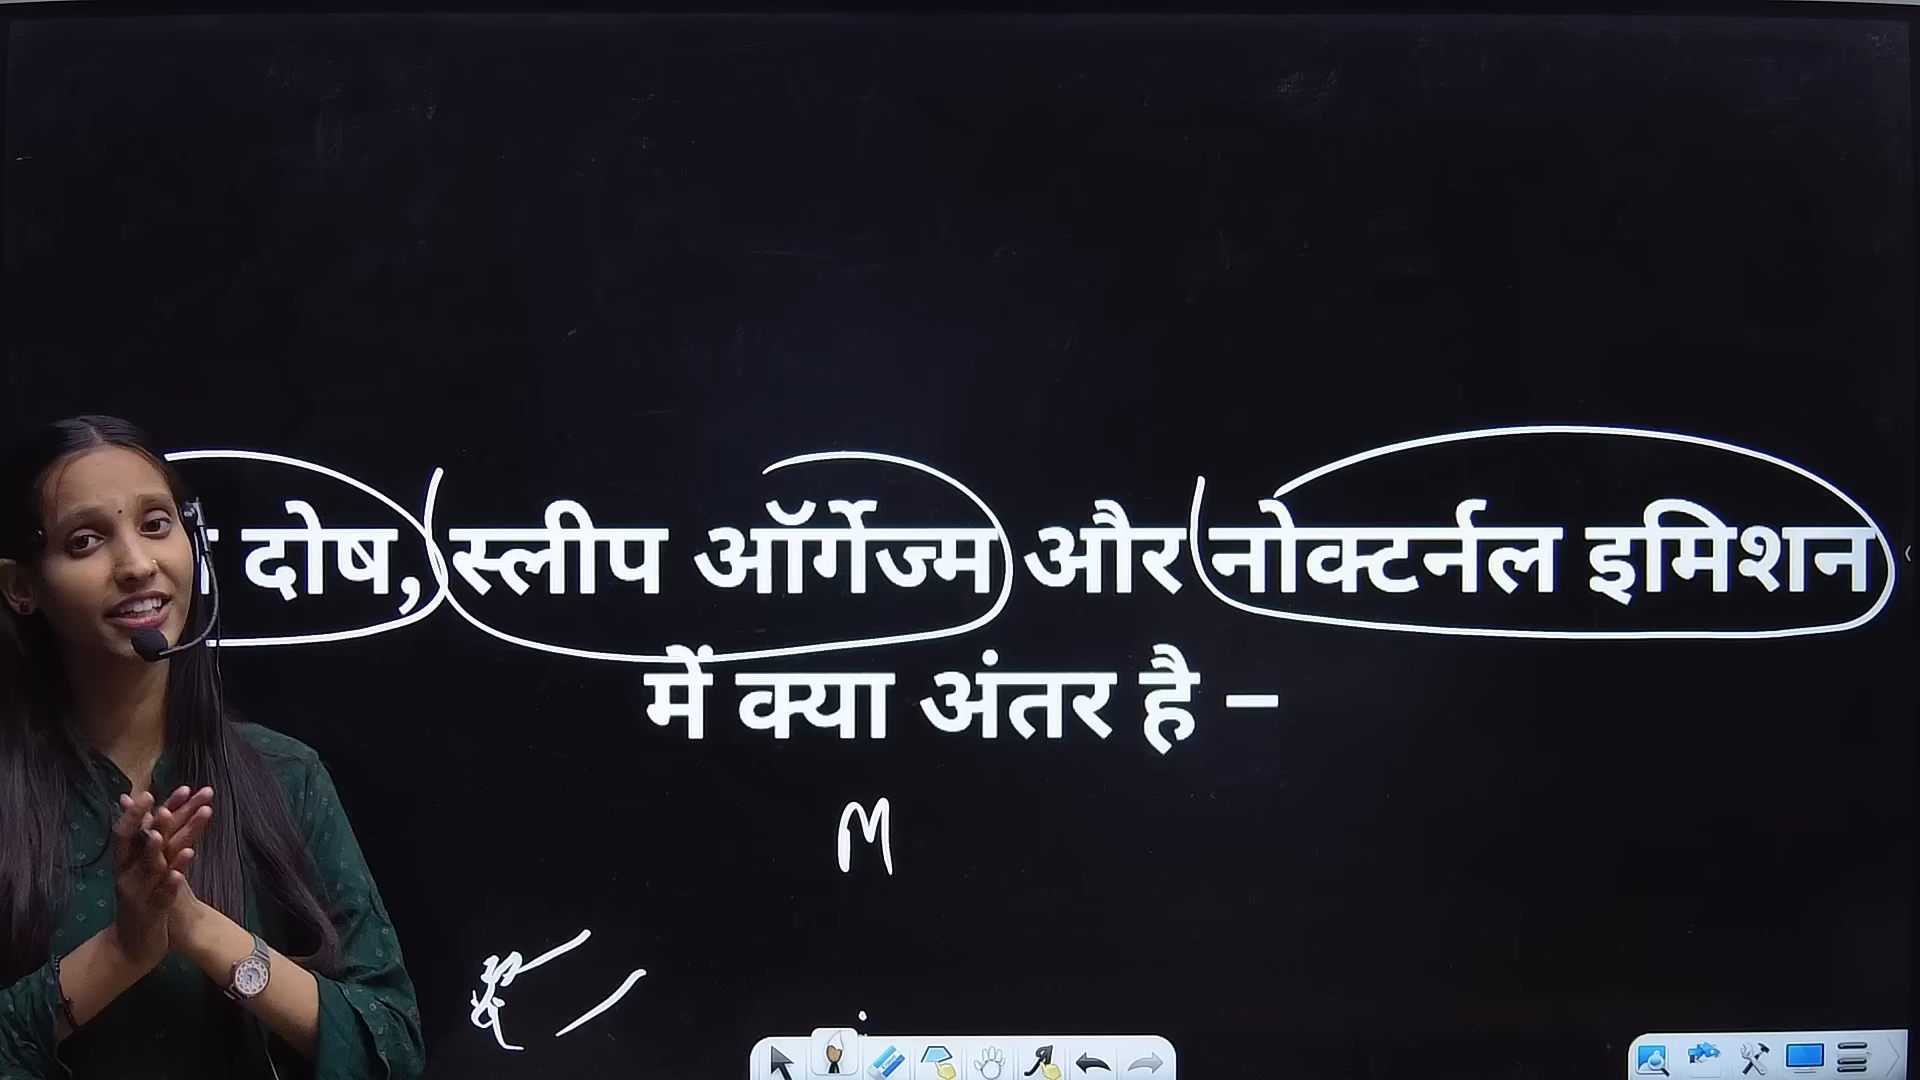 दोष, स्लीप ऑर्गेज्म और नोक्टर्नल इमिशन
में क्या अंतर है –
M